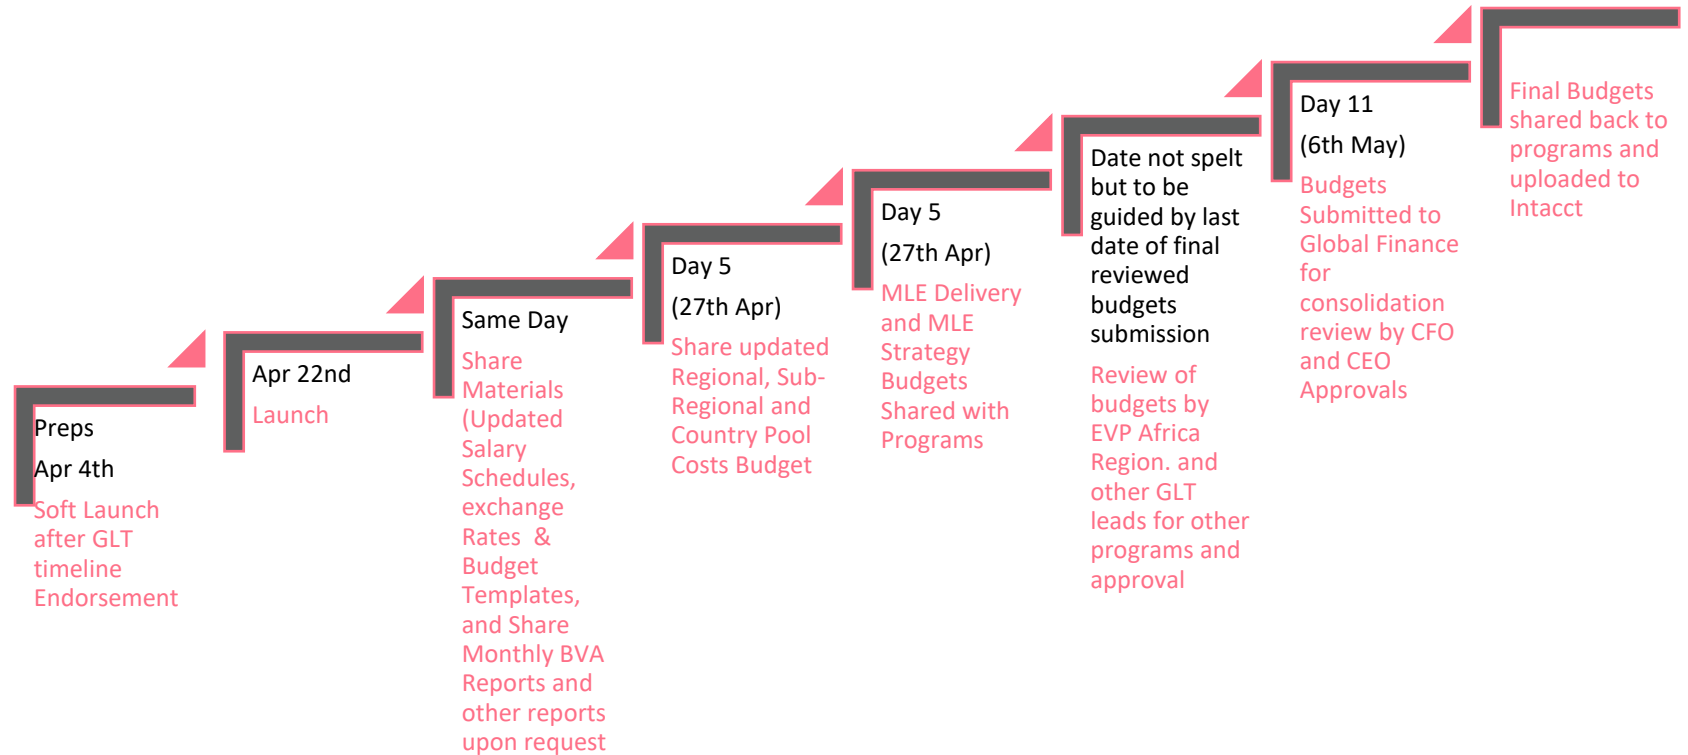 Preps
Apr 4th
Soft Launch
after GLT
timeline
Endorsement
Apr 22nd
Launch
Same Day
Share
Materials
(Updated
Salary
Schedules,
exchange
Rates  &
Budget
Templates,
and Share
Monthly BVA
Reports and
other reports
upon request
Day 5
(27th Apr)
Share updated
Regional, Sub-
Regional and
Country Pool
Costs Budget
Day 5
(27th Apr)
MLE Delivery
and MLE
Strategy
Budgets
Shared with
Programs
Date not spelt
but to be
guided by last
date of final
reviewed
budgets
submission
Review of
budgets by
EVP Africa
Region. and
other GLT
leads for other
programs and
approval
Day 11
(6th May)
Budgets
Submitted to
Global Finance
for
consolidation
review by CFO
and CEO
Approvals
Final Budgets
shared back to
programs and
uploaded to
Intacct